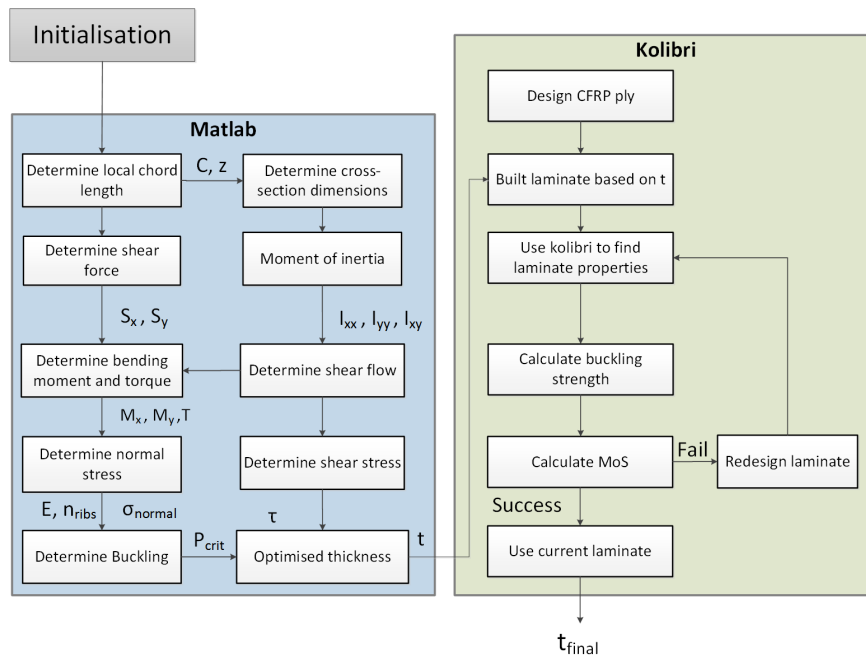 Initialisation
Matlab
Determine local chord
length
C, z
Determine cross-
section dimensions
Determine shear
force
Moment of inertia
Sx , Sy
Ixx , Iyy , Ixy
Determine bending
moment and torque
Determine shear flow
Mx, My ,T
Determine normal
stress
Determine shear stress
E, nribs
σnormal
τ
Determine Buckling
Pcrit
Optimised thickness
t
Kolibri
Design CFRP ply
Built laminate based on t
Use kolibri to find
laminate properties
Calculate buckling
strength
Calculate MoS
Fail
Redesign laminate
Success
Use current laminate
tfinal